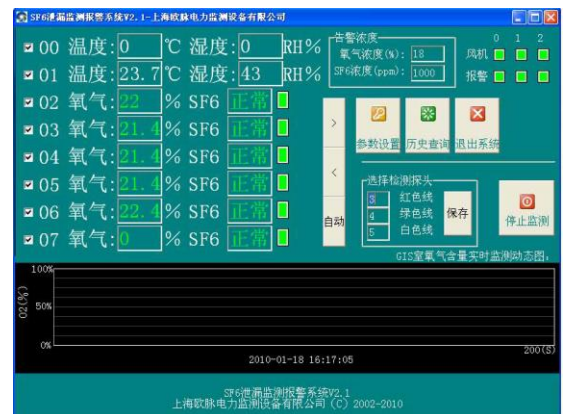 SF6泄漏监测报警系统V2.1-上海欧脉电力监测设备有限公司
00 温度:0 ℃ 湿度:0 RH%
01 温度:23.7 ℃ 湿度:43 RH%
02 氧气:22 % SF6 正常
03 氧气:21.4 % SF6 正常
04 氧气:21.4 % SF6 正常
05 氧气:21.4 % SF6 正常
06 氧气:22.4 % SF6 正常
07 氧气:0 % SF6 正常
告警浓度
氧气浓度(%): 18
SF6浓度(ppm): 1000
0 1 2
风机
报警
>
<
自动
参数设置 历史查询 退出系统
选择检测探头
3 红色线
4 绿色线
5 白色线
保存
停止监测
GIS室氧气含量实时监测动态图。
100%
50%
0%
O2(%)
200(S)
2010-01-18 16:17:05
SF6泄漏监测报警系统V2.1
上海欧脉电力监测设备有限公司 (C) 2002-2010